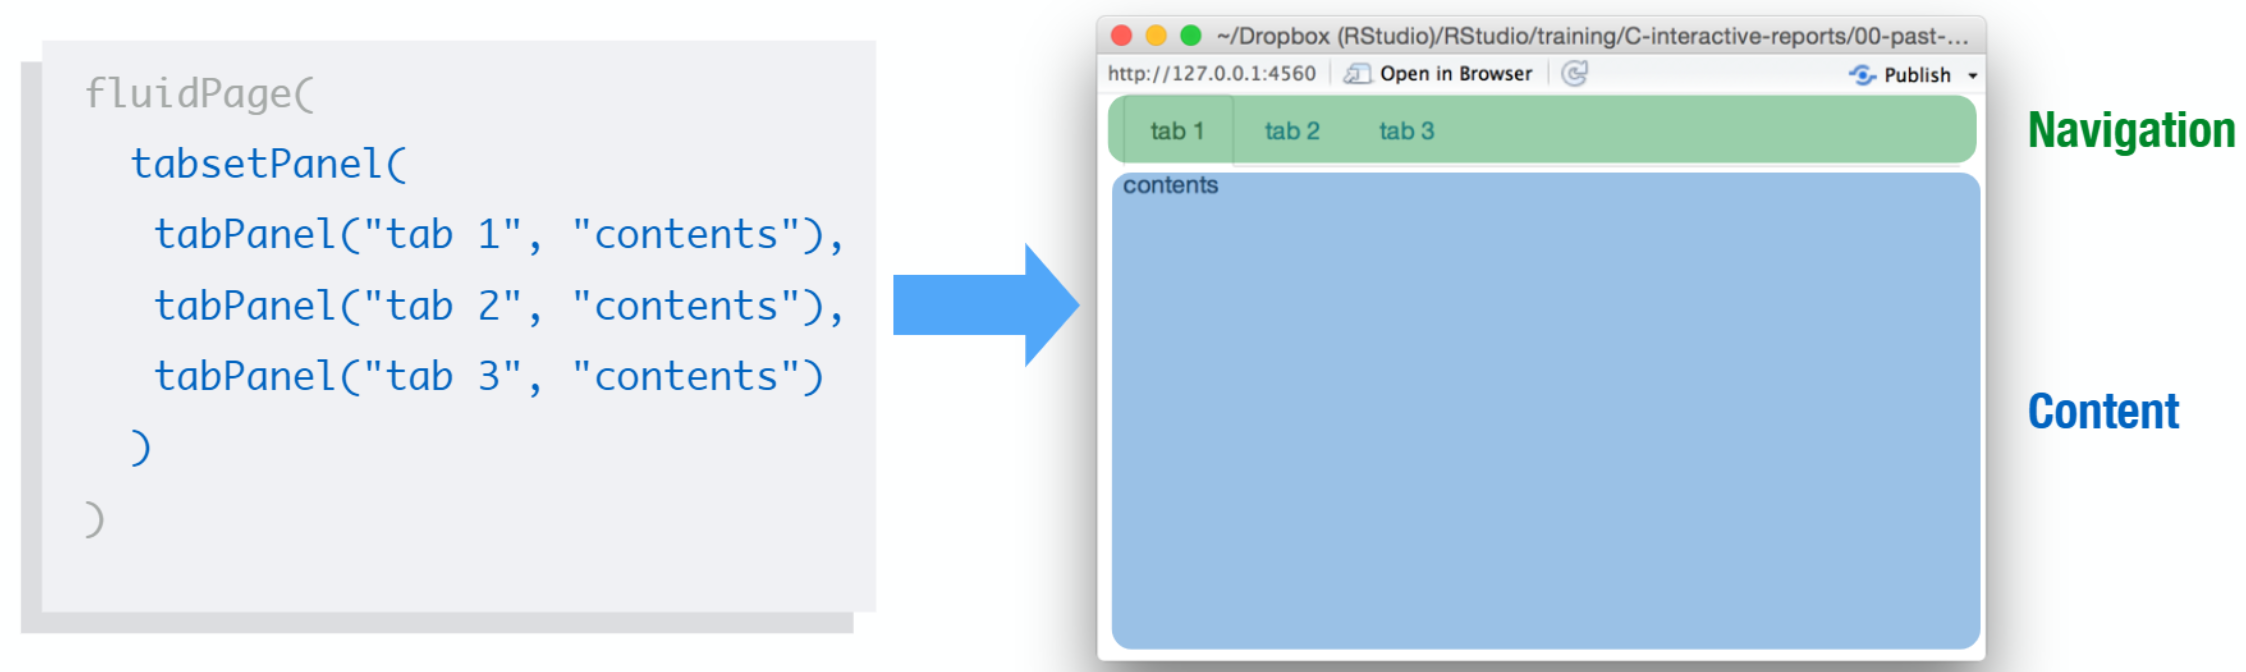 fluidPage(
tabsetPanel(
tabPanel("tab 1", "contents"),
tabPanel("tab 2", "contents"),
tabPanel("tab 3", "contents")
)
)
~/Dropbox (RStudio)/RStudio/training/C-interactive-reports/00-past-...
http://127.0.0.1:4560 Open in Browser Publish
tab 1 tab 2 tab 3
contents
Navigation
Content